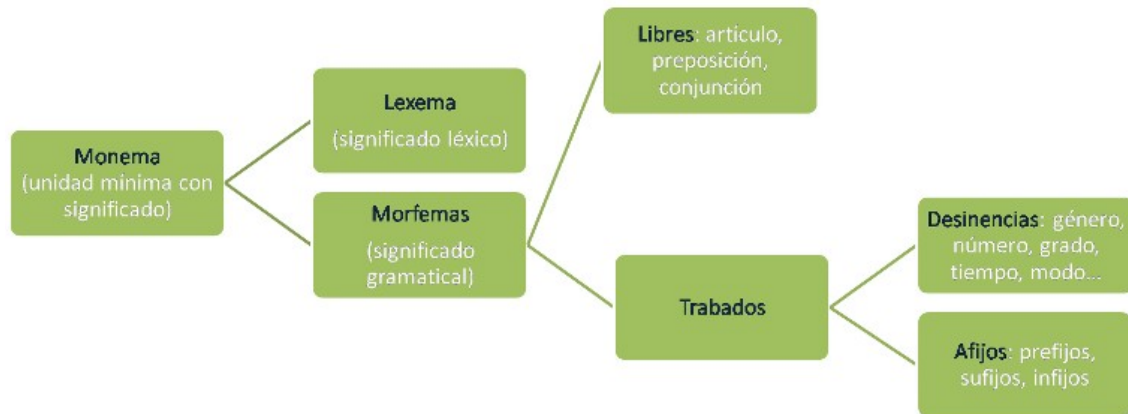 Monema
(unidad mínima con
significado)
Lexema
(significado léxico)
Morfemas
(significado
gramatical)
Libres: artículo,
preposición,
conjunción
Trabados
Desinencias: género,
número, grado,
tiempo, modo...
Afijos: prefijos,
sufijos, infijos